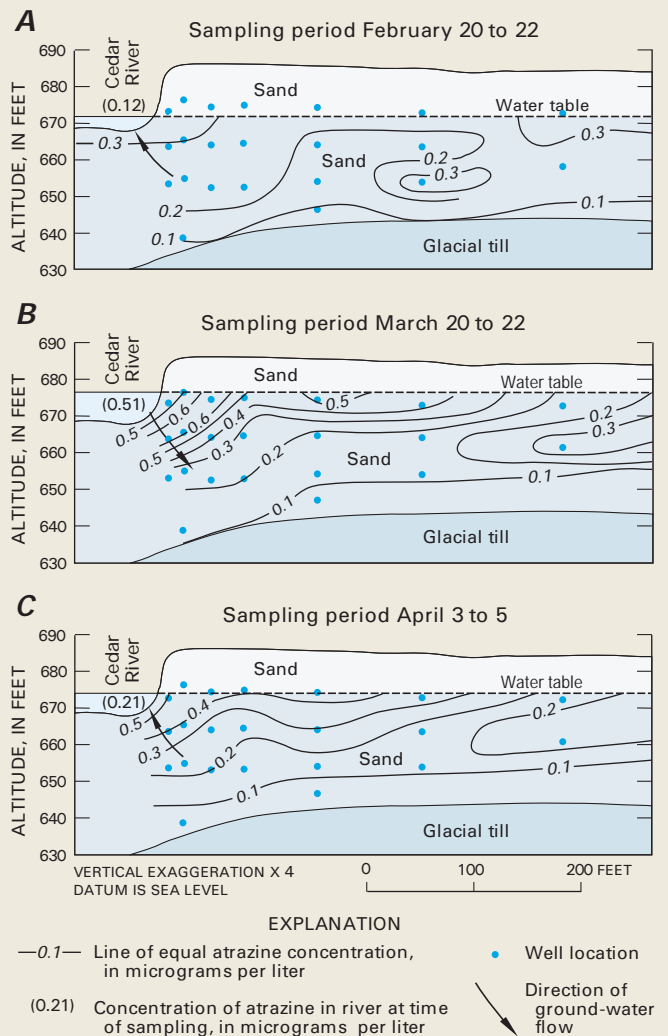 A
Sampling period February 20 to 22
690
680
670
660
650
640
630
ALTITUDE, IN FEET
Cedar
River
(0.12)
Sand
Water table
0.3
0.3
Sand
0.2
0.3
0.2
0.1
0.1
Glacial till
B
Sampling period March 20 to 22
690
680
670
660
650
640
630
ALTITUDE, IN FEET
Cedar
River
(0.51)
Sand
Water table
0.5
0.6
0.6
0.5
0.4
0.5
0.3
0.2
0.3
0.2
Sand
0.1
0.1
Glacial till
C
Sampling period April 3 to 5
690
680
670
660
650
640
630
ALTITUDE, IN FEET
Cedar
River
(0.21)
Sand
Water table
0.5
0.4
0.3
0.2
0.2
Sand
0.1
0.1
Glacial till
VERTICAL EXAGGERATION X 4
DATUM IS SEA LEVEL
0 100 200 FEET
EXPLANATION
—0.1— Line of equal atrazine concentration,
in micrograms per liter
(0.21) Concentration of atrazine in river at time
of sampling, in micrograms per liter
Well location
Direction of
ground-water
flow